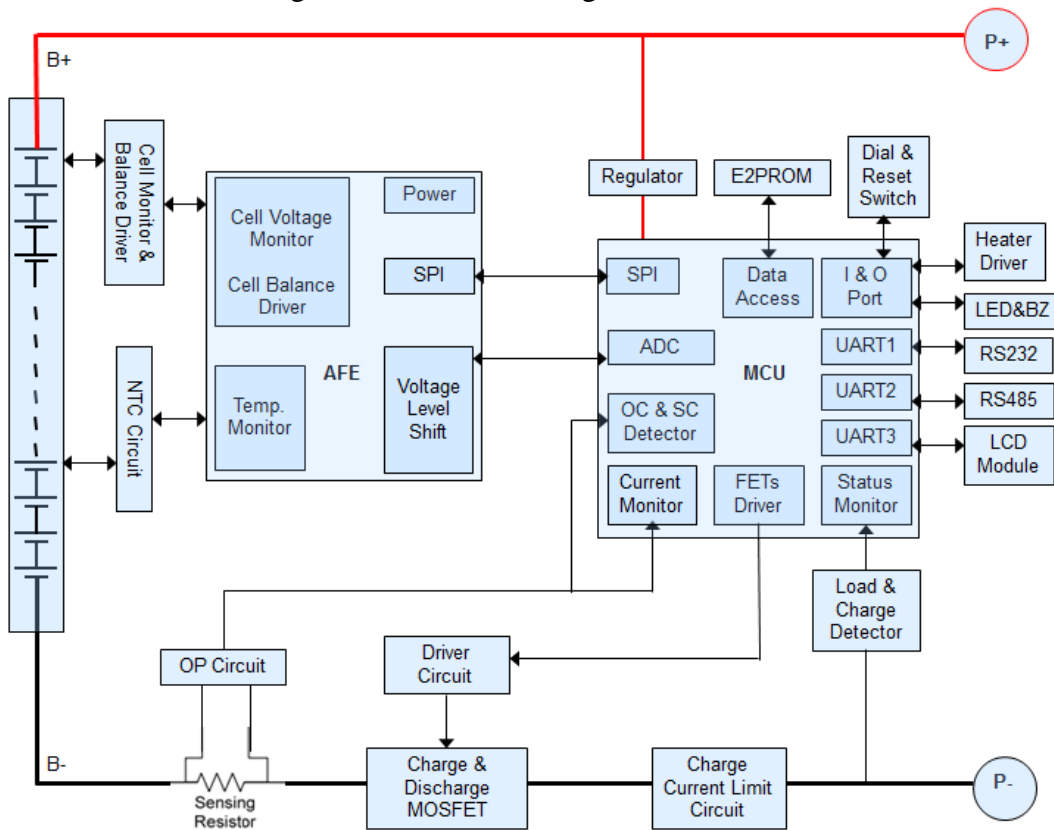 P+
B+
Cell Monitor &
Balance Driver
Cell Voltage
Monitor
Cell Balance
Driver
Power
SPI
AFE
Voltage
Level
Shift
Temp.
Monitor
NTC Circuit
Regulator
E2PROM
Dial &
Reset
Switch
SPI
Data
Access
I & O
Port
Heater
Driver
LED&BZ
ADC
MCU
UART1
RS232
OC & SC
Detector
UART2
RS485
UART3
LCD
Module
Current
Monitor
FETs
Driver
Status
Monitor
Load &
Charge
Detector
OP Circuit
Driver
Circuit
B-
Sensing
Resistor
Charge &
Discharge
MOSFET
Charge
Current Limit
Circuit
P-